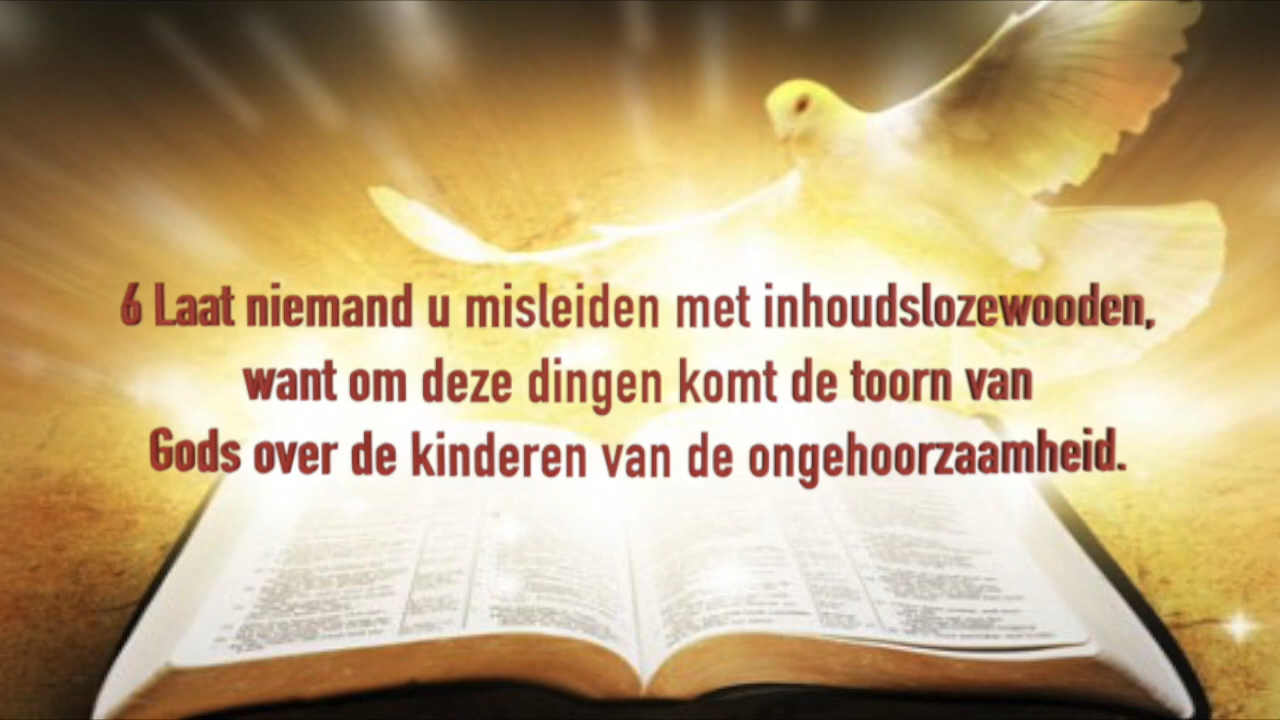 6 Laat niemand u misleiden met inhoudslozewooden,
want om deze dingen komt de toorn van
Gods over de kinderen van de ongehoorzaamheid.